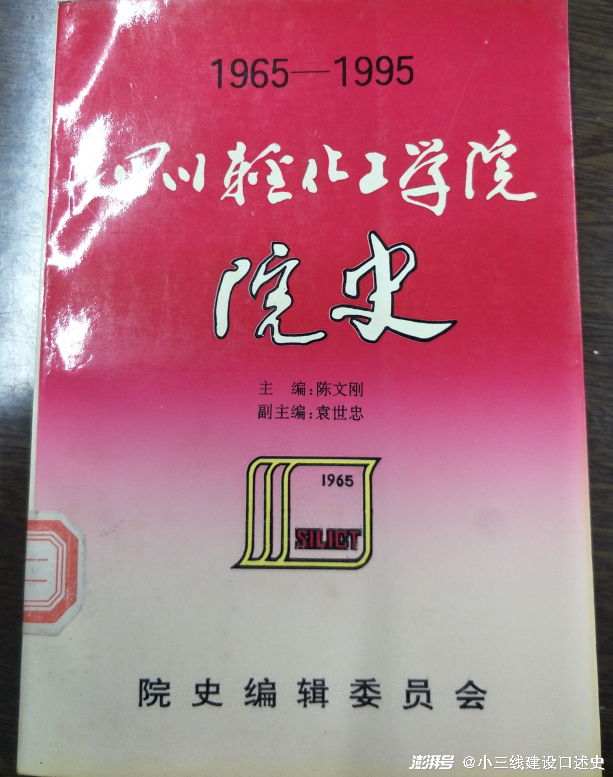 1965—1995
四川輕化工学院
院史
主 编:陈文刚
副主编:袁世忠
1965
SILICT
院史编辑委员会
澎湃号 @小三线建设口述史